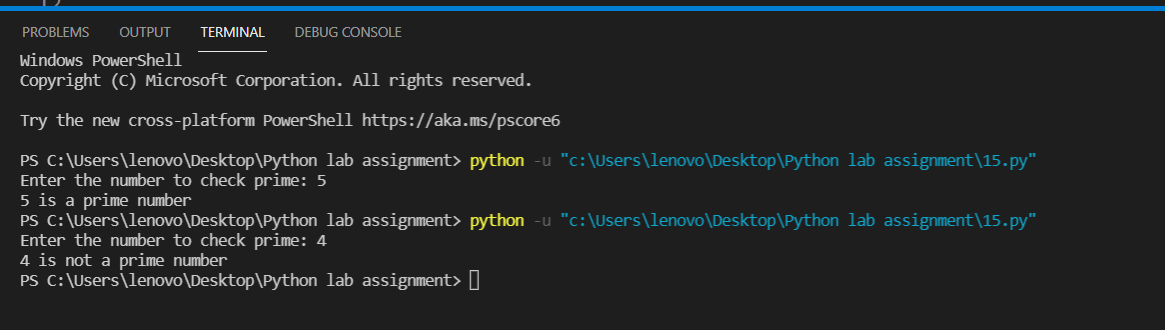 PROBLEMS OUTPUT TERMINAL DEBUG CONSOLE
Windows PowerShell
Copyright (C) Microsoft Corporation. All rights reserved.
Try the new cross-platform PowerShell https://aka.ms/pscore6
PS C:\Users\lenovo\Desktop\Python lab assignment> python -u "c:\Users\lenovo\Desktop\Python lab assignment\15.py"
Enter the number to check prime: 5
5 is a prime number
PS C:\Users\lenovo\Desktop\Python lab assignment> python -u "c:\Users\lenovo\Desktop\Python lab assignment\15.py"
Enter the number to check prime: 4
4 is not a prime number
PS C:\Users\lenovo\Desktop\Python lab assignment>